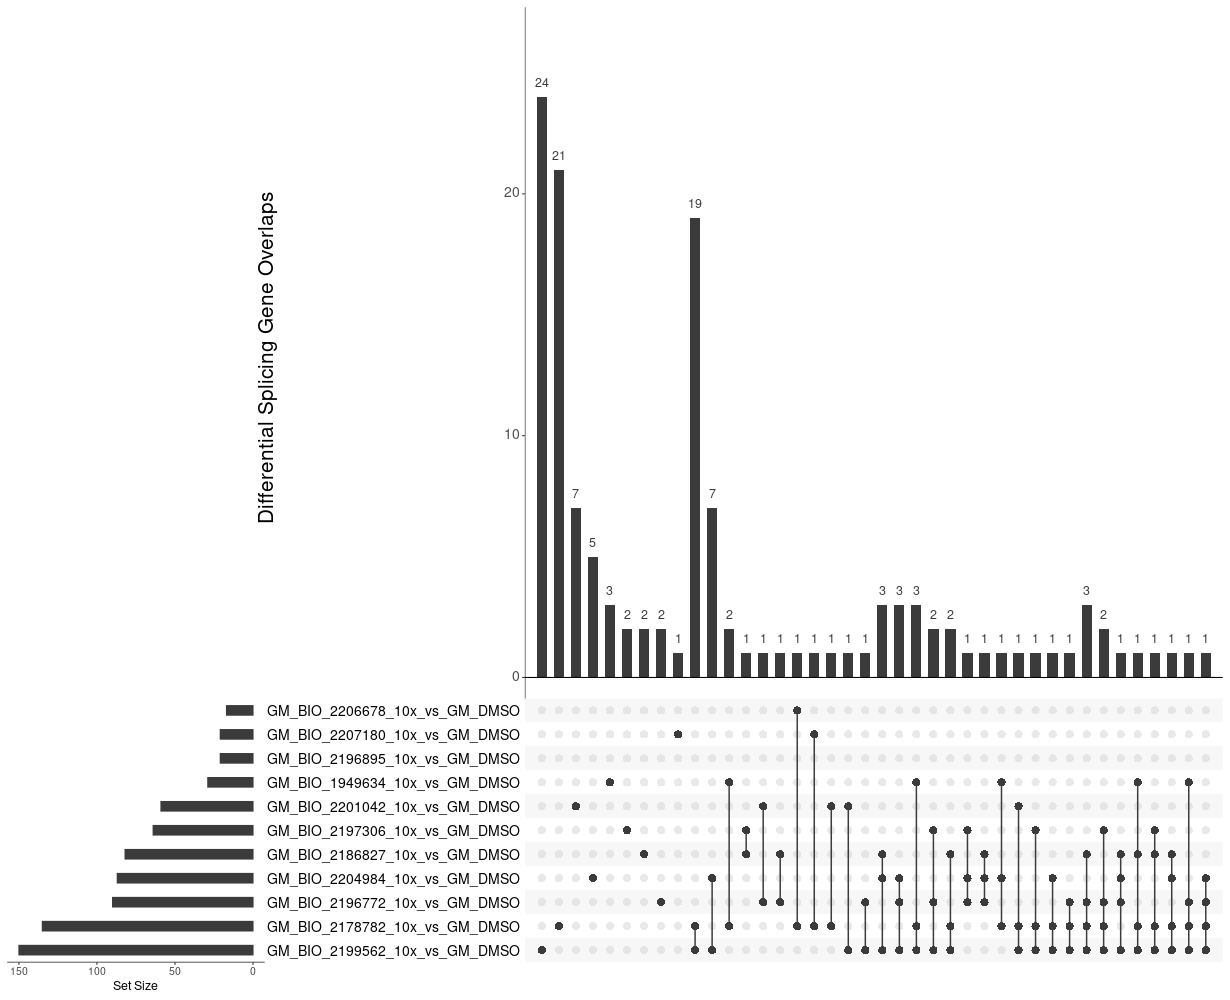 24
21
20
19
10
7
7
5
3
3 3 3
3
2 2 2
2
2 2
2
1
1 1 1 1 1 1 1 1
1 1 1 1 1 1 1
1 1 1 1 1 1
0
Differential Splicing Gene Overlaps
GM_BIO_2206678_10x_vs_GM_DMSO
GM_BIO_2207180_10x_vs_GM_DMSO
GM_BIO_2196895_10x_vs_GM_DMSO
GM_BIO_1949634_10x_vs_GM_DMSO
GM_BIO_2201042_10x_vs_GM_DMSO
GM_BIO_2197306_10x_vs_GM_DMSO
GM_BIO_2186827_10x_vs_GM_DMSO
GM_BIO_2204984_10x_vs_GM_DMSO
GM_BIO_2196772_10x_vs_GM_DMSO
GM_BIO_2178782_10x_vs_GM_DMSO
GM_BIO_2199562_10x_vs_GM_DMSO
150 100 50 0
Set Size